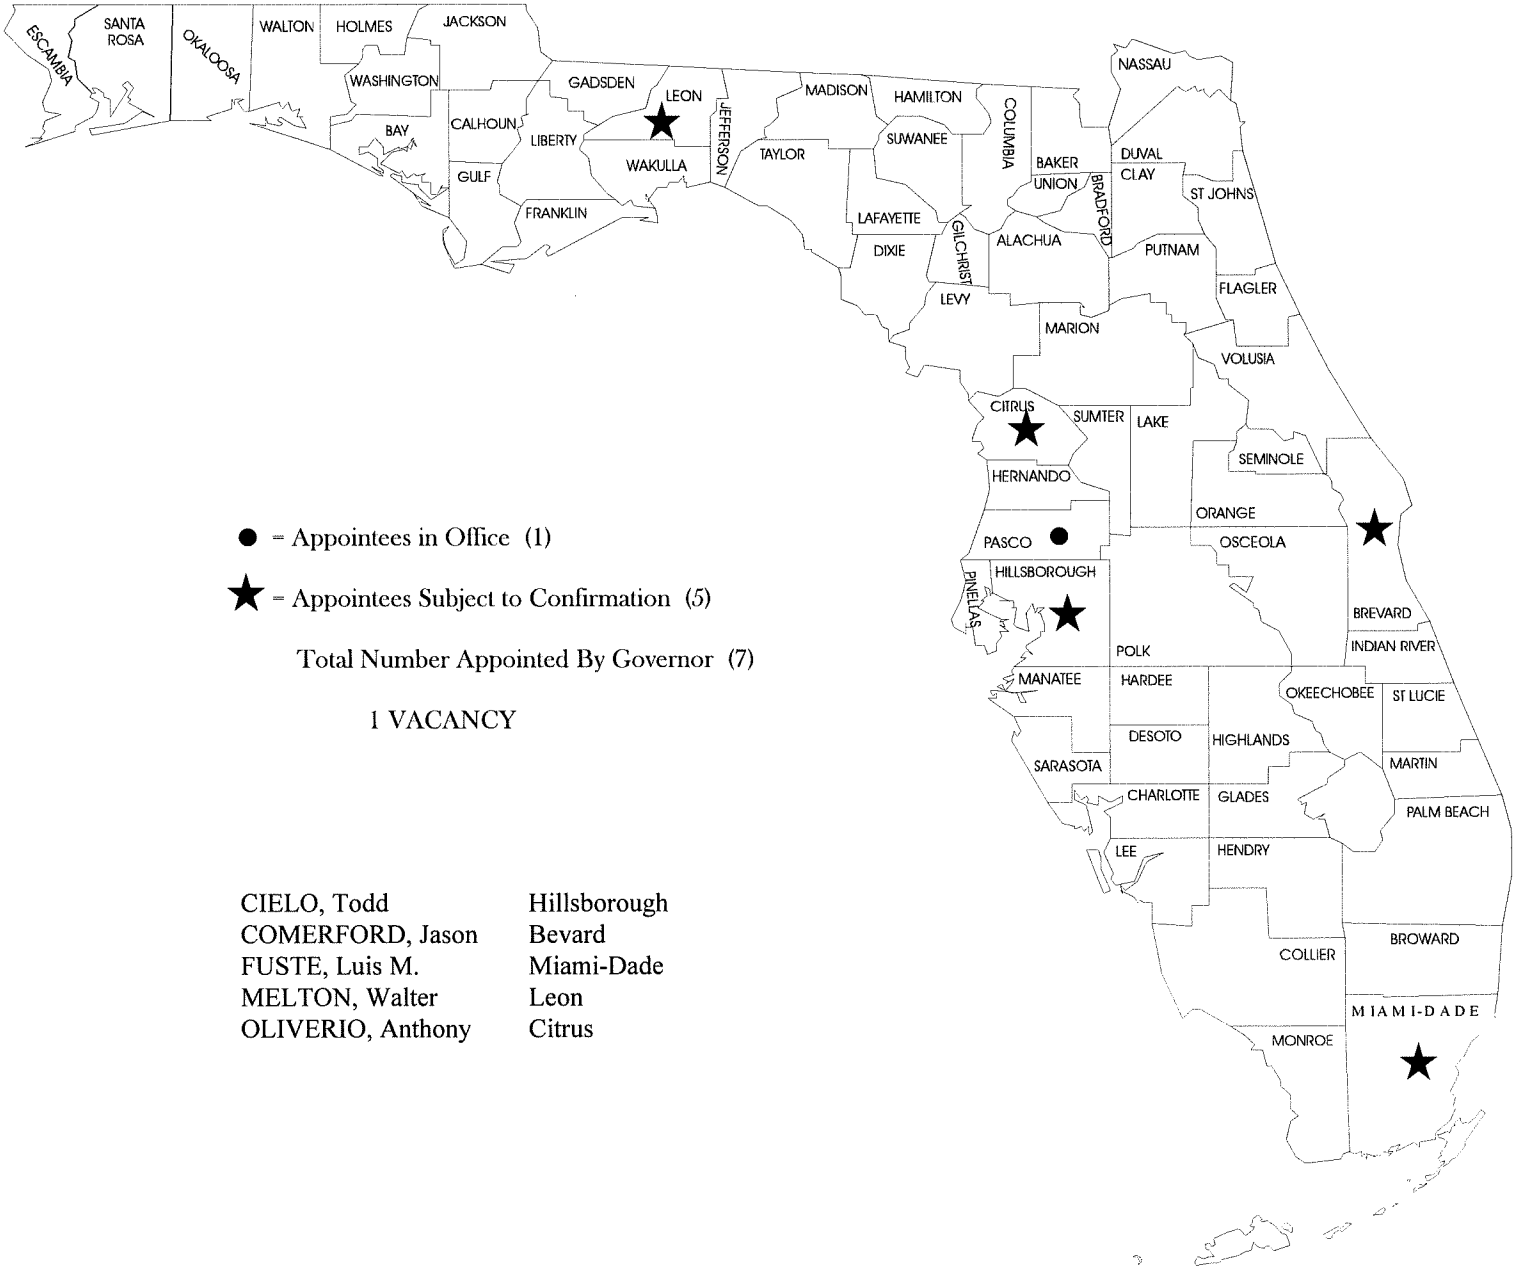 ESCAMBIA
SANTA
ROSA
OKALOOSA
WALTON
HOLMES
JACKSON
WASHINGTON
BAY
CALHOUN
GULF
LIBERTY
GADSDEN
FRANKLIN
LEON
WAKULLA
JEFFERSON
MADISON
TAYLOR
HAMILTON
SUWANEE
LAFAYETTE
DIXIE
COLUMBIA
GILCHRIST
LEVY
BAKER
UNION
BRADFORD
ALACHUA
NASSAU
DUVAL
CLAY
ST JOHNS
PUTNAM
FLAGLER
MARION
VOLUSIA
CITRUS
SUMTER
LAKE
SEMINOLE
HERNANDO
ORANGE
PASCO
OSCEOLA
HILLSBOROUGH
PINELLAS
BREVARD
POLK
INDIAN RIVER
MANATEE
HARDEE
OKEECHOBEE
ST LUCIE
DESOTO
HIGHLANDS
SARASOTA
MARTIN
CHARLOTTE
GLADES
PALM BEACH
LEE
HENDRY
COLLIER
BROWARD
MIAMI-DADE
MONROE
= Appointees in Office (1)
= Appointees Subject to Confirmation (5)
Total Number Appointed By Governor (7)
1 VACANCY
CIELO, Todd Hillsborough
COMERFORD, Jason Bevard
FUSTE, Luis M. Miami-Dade
MELTON, Walter Leon
OLIVERIO, Anthony Citrus